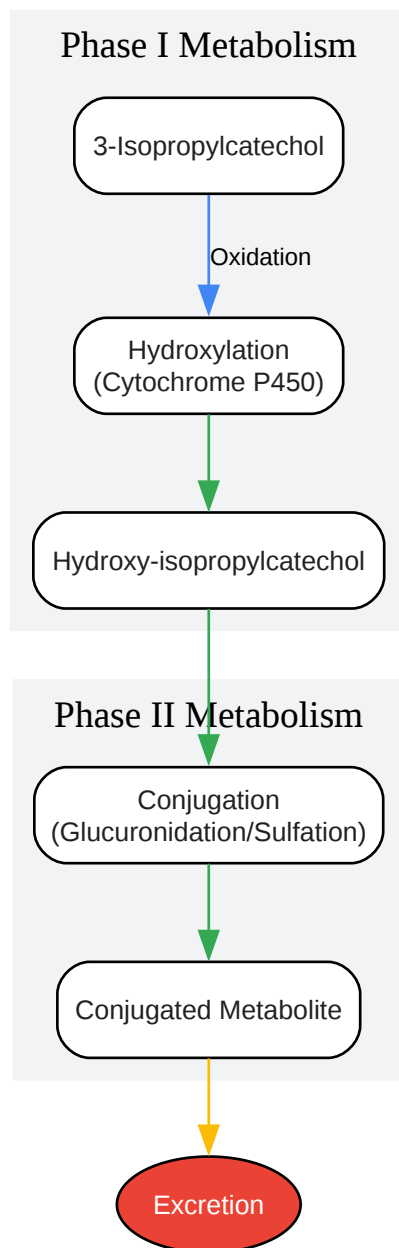 Phase I Metabolism
3-Isopropylcatechol
Oxidation
Hydroxylation
(Cytochrome P450)
Hydroxy-isopropylcatechol
Phase II Metabolism
Conjugation
(Glucuronidation/Sulfation)
Conjugated Metabolite
Excretion